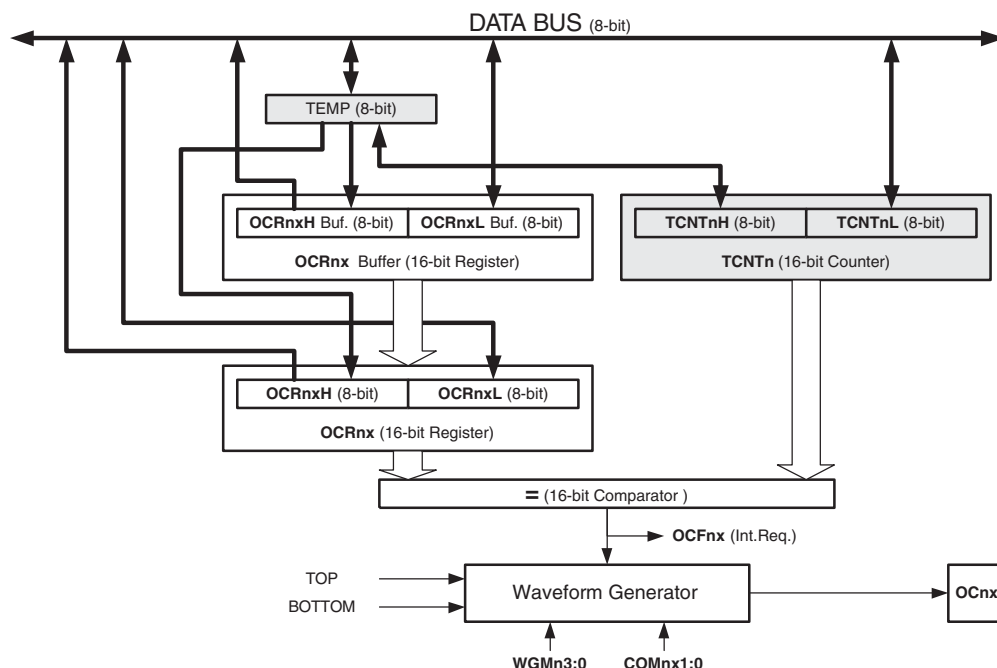 DATA BUS (8-bit)
TEMP (8-bit)
OCRnxH Buf. (8-bit)
OCRnxL Buf. (8-bit)
OCRnx Buffer (16-bit Register)
TCNTnH (8-bit)
TCNTnL (8-bit)
TCNTn (16-bit Counter)
OCRnxH (8-bit)
OCRnxL (8-bit)
OCRnx (16-bit Register)
= (16-bit Comparator )
OCFnx (Int.Req.)
TOP
BOTTOM
Waveform Generator
OCnx
WGMn3:0
COMnx1:0